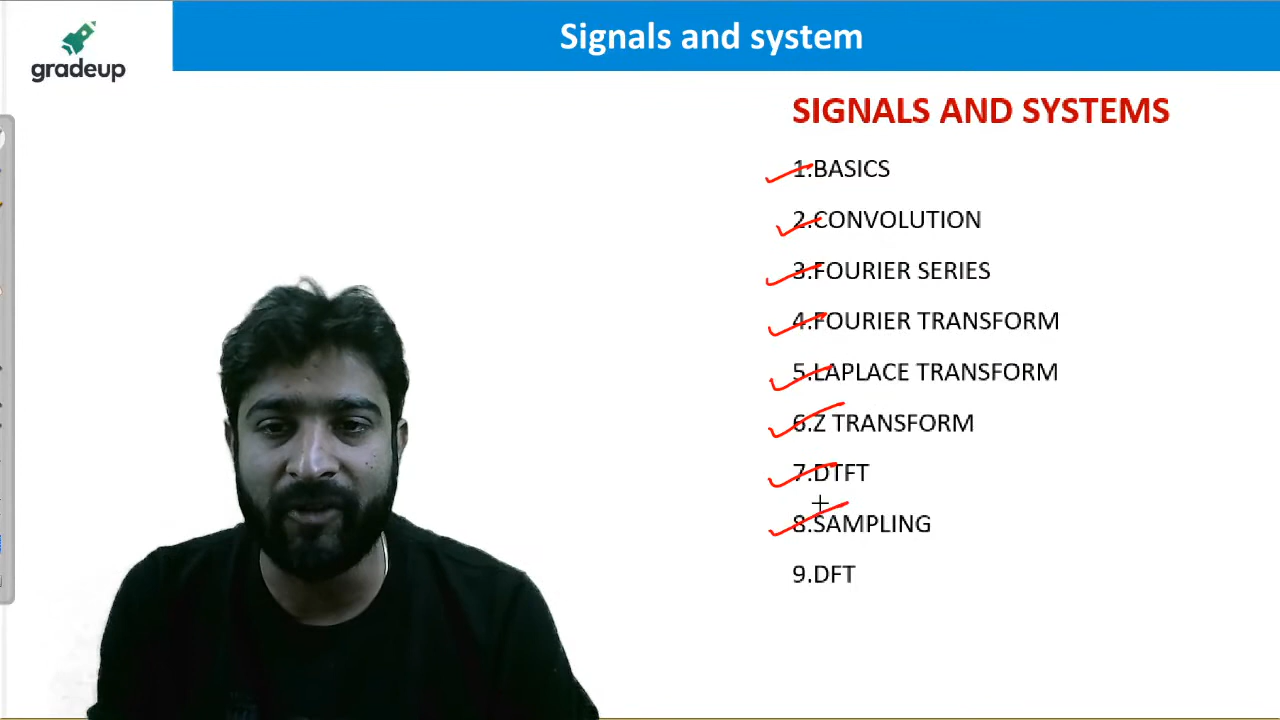 gradeup
Signals and system
SIGNALS AND SYSTEMS
1.BASICS
2.CONVOLUTION
3.FOURIER SERIES
4.FOURIER TRANSFORM
5.LAPLACE TRANSFORM
6.Z TRANSFORM
7.DTFT
8.SAMPLING
9.DFT